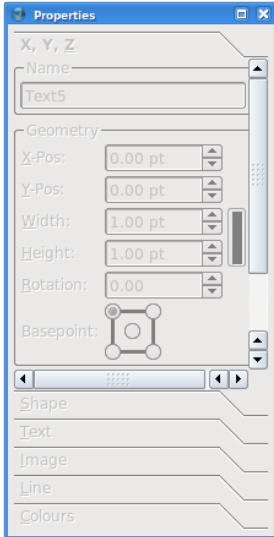 Properties
X, Y, Z
Name
Text5
Geometry
X-Pos: 0.00 pt
Y-Pos: 0.00 pt
Width: 1.00 pt
Height: 1.00 pt
Rotation: 0.00
Basepoint:
Shape
Text
Image
Line
Colours